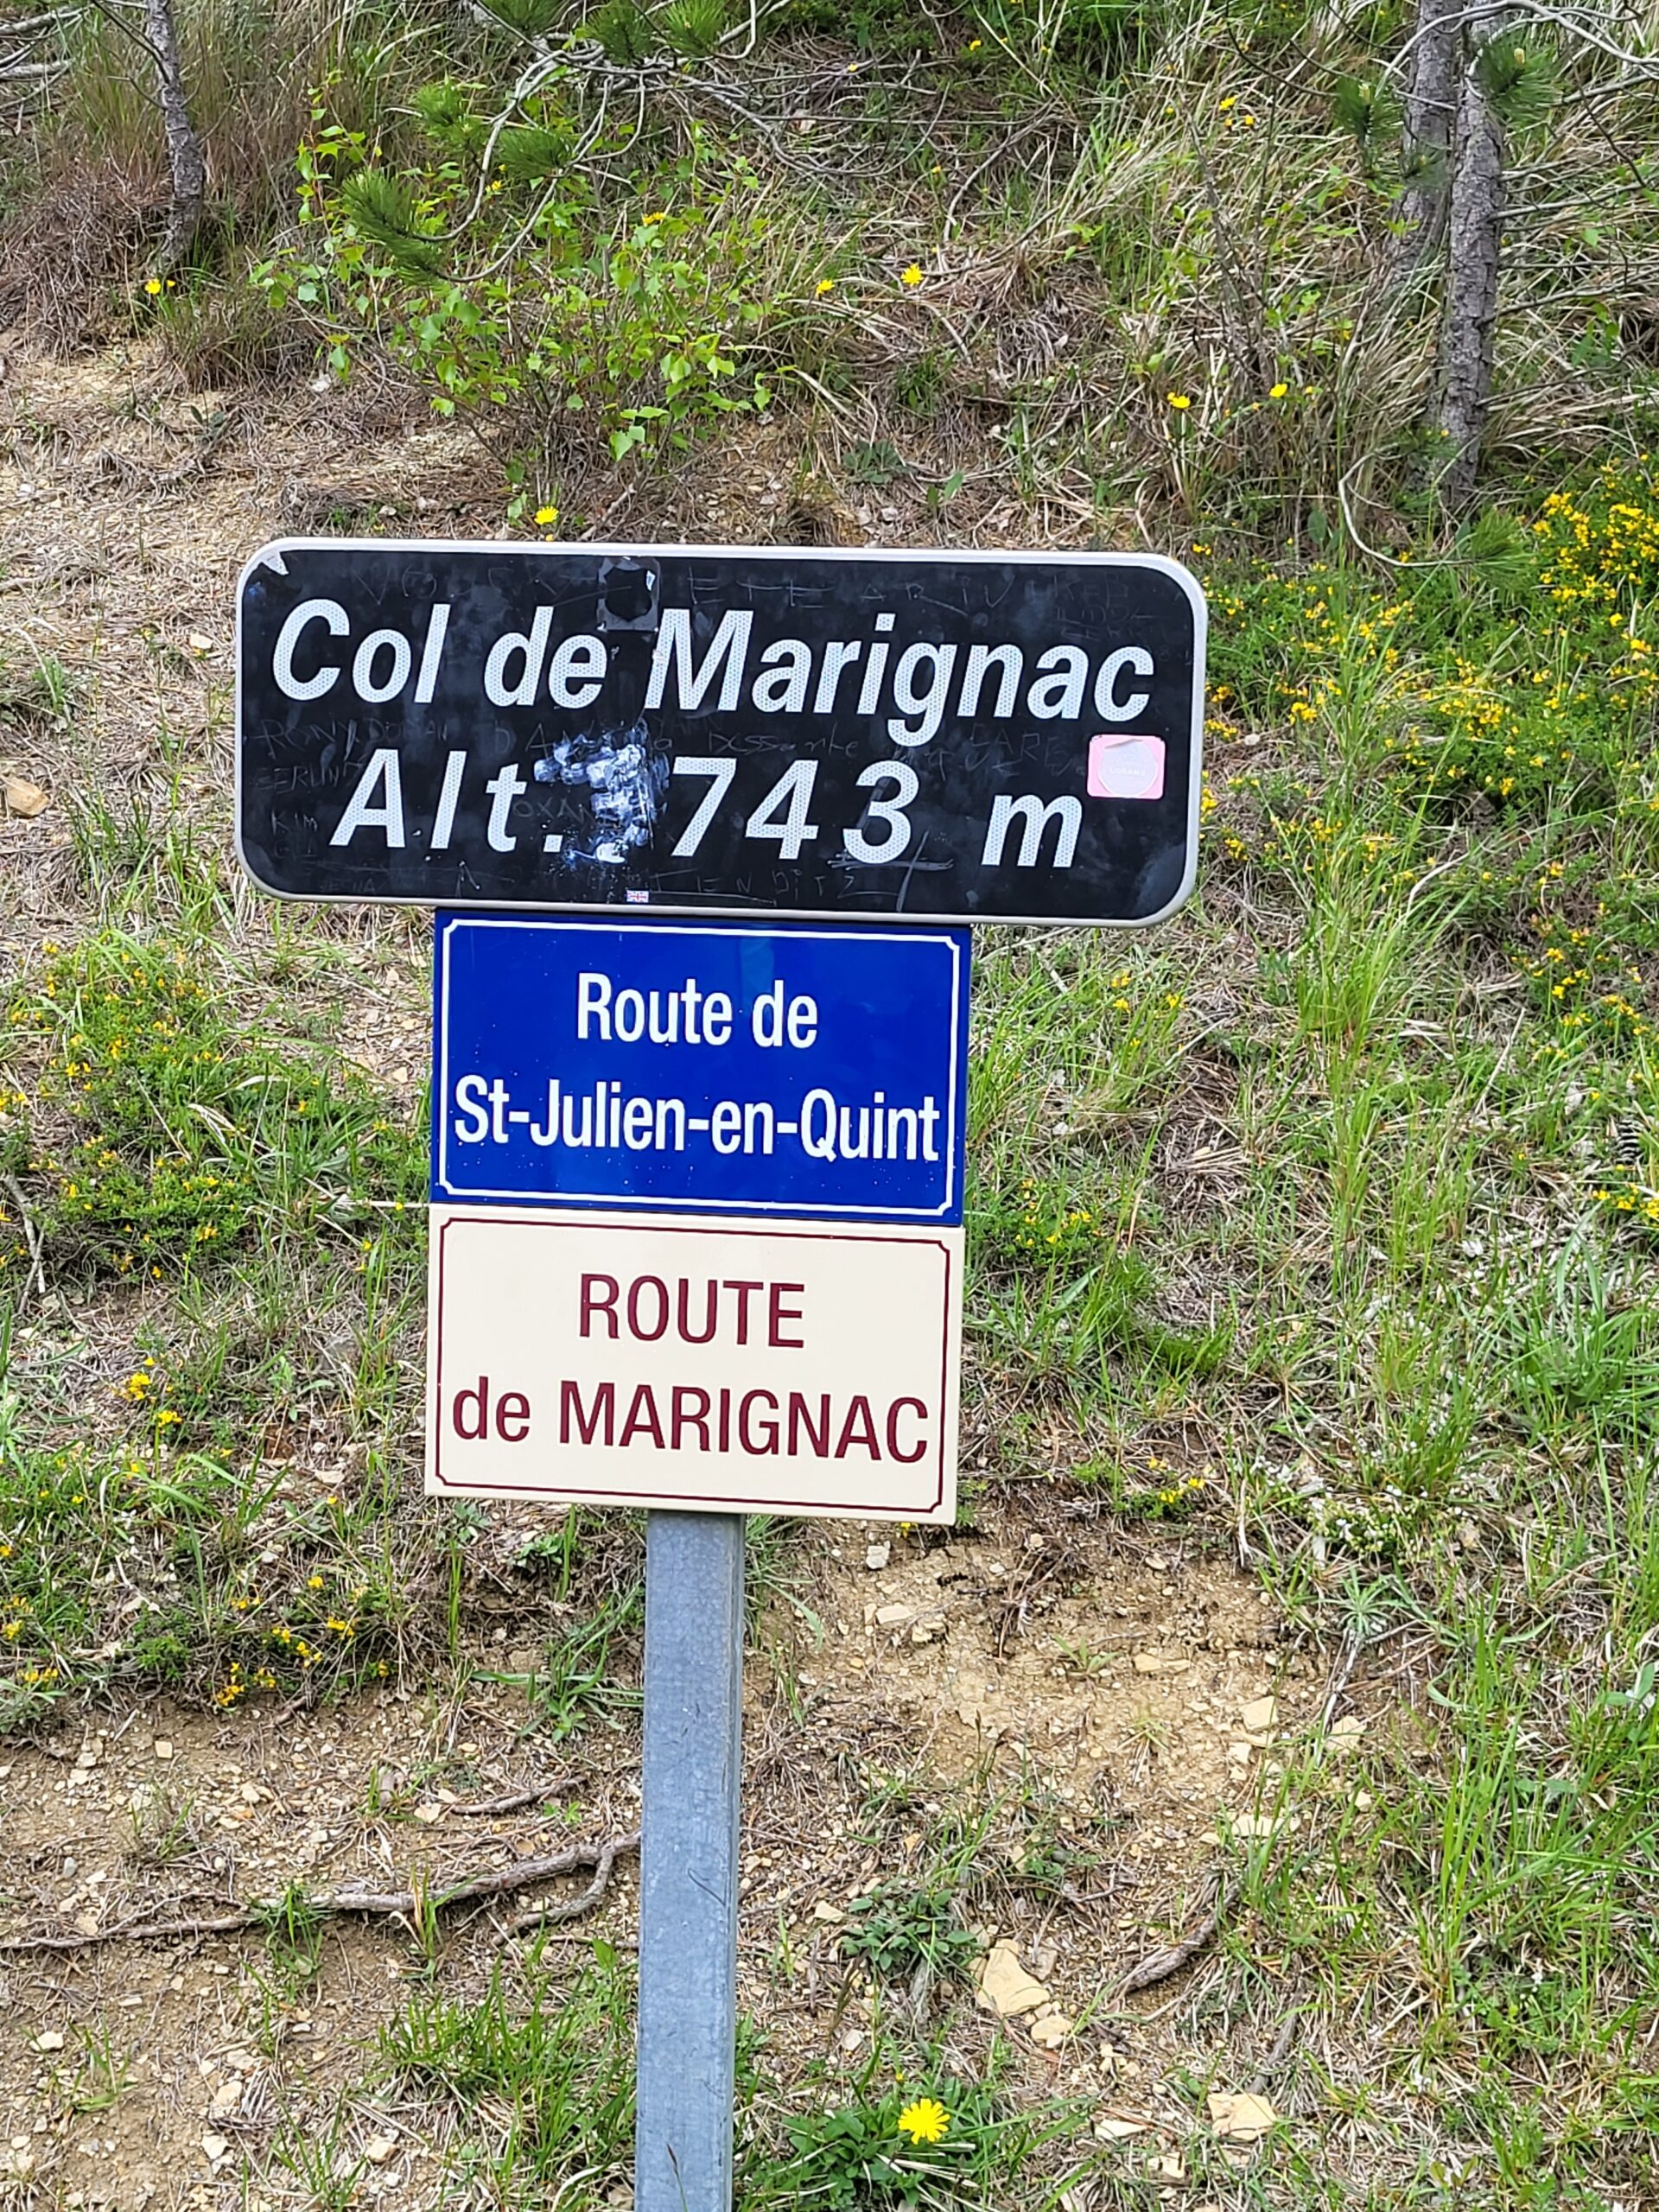 Col de Marignac
Alt. 743 m
Route de
St-Julien-en-Quint
ROUTE
de MARIGNAC